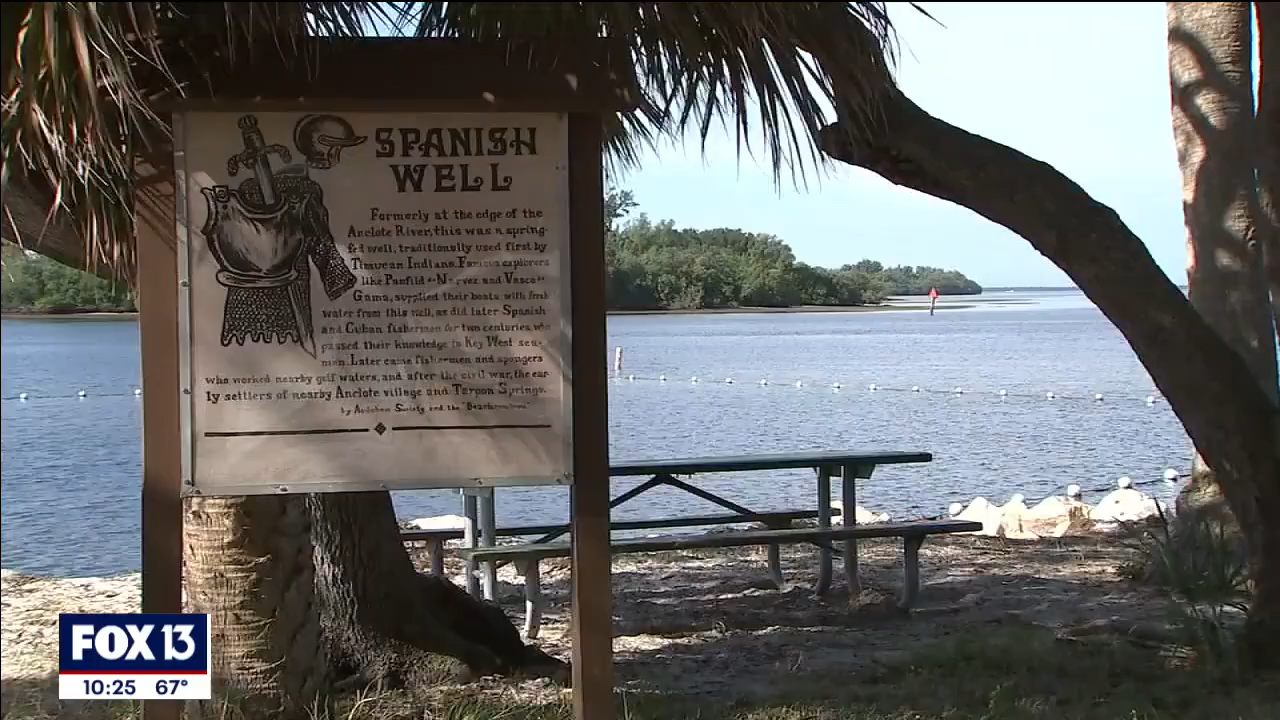 SPANISH
WELL
Formerly at the edge of the
Anclote River, this was a spring-
fed well, traditionally used first by
Timucan Indians. Famous explorers
like Panfilo de Narvez and Vasco de
Gama, supplied their boats with fresh
water from this well, as did later Spanish
and Cuban fishermen for two centuries, who
passed their knowledge to Key West sea-
men. Later came fishermen and spongers
who worked nearby gulf waters, and after the civil war, the ear-
ly settlers of nearby Anclote village and Tarpon Springs.
by Audubon Society and the
FOX 13
10:25 67°